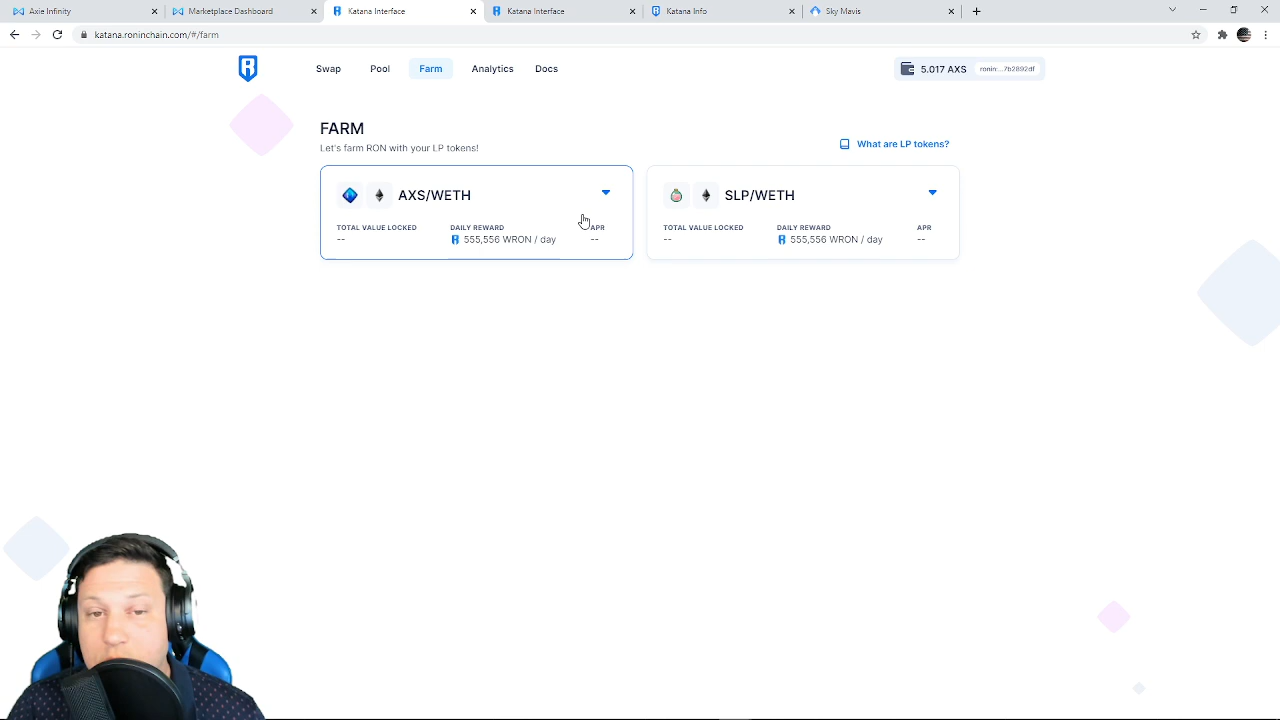 Axie Infinity
Marketplace Dashboard
Katana Interface
Katana Interface
Katana Info
Sky Mavis
katana.roninchain.com/#/farm
Swap
Pool
Farm
Analytics
Docs
5.017 AXS
ronin:...7b2892df
FARM
Let's farm RON with your LP tokens!
What are LP tokens?
AXS/WETH
TOTAL VALUE LOCKED
DAILY REWARD
APR
--
555,556 WRON / day
--
SLP/WETH
TOTAL VALUE LOCKED
DAILY REWARD
APR
--
555,556 WRON / day
--